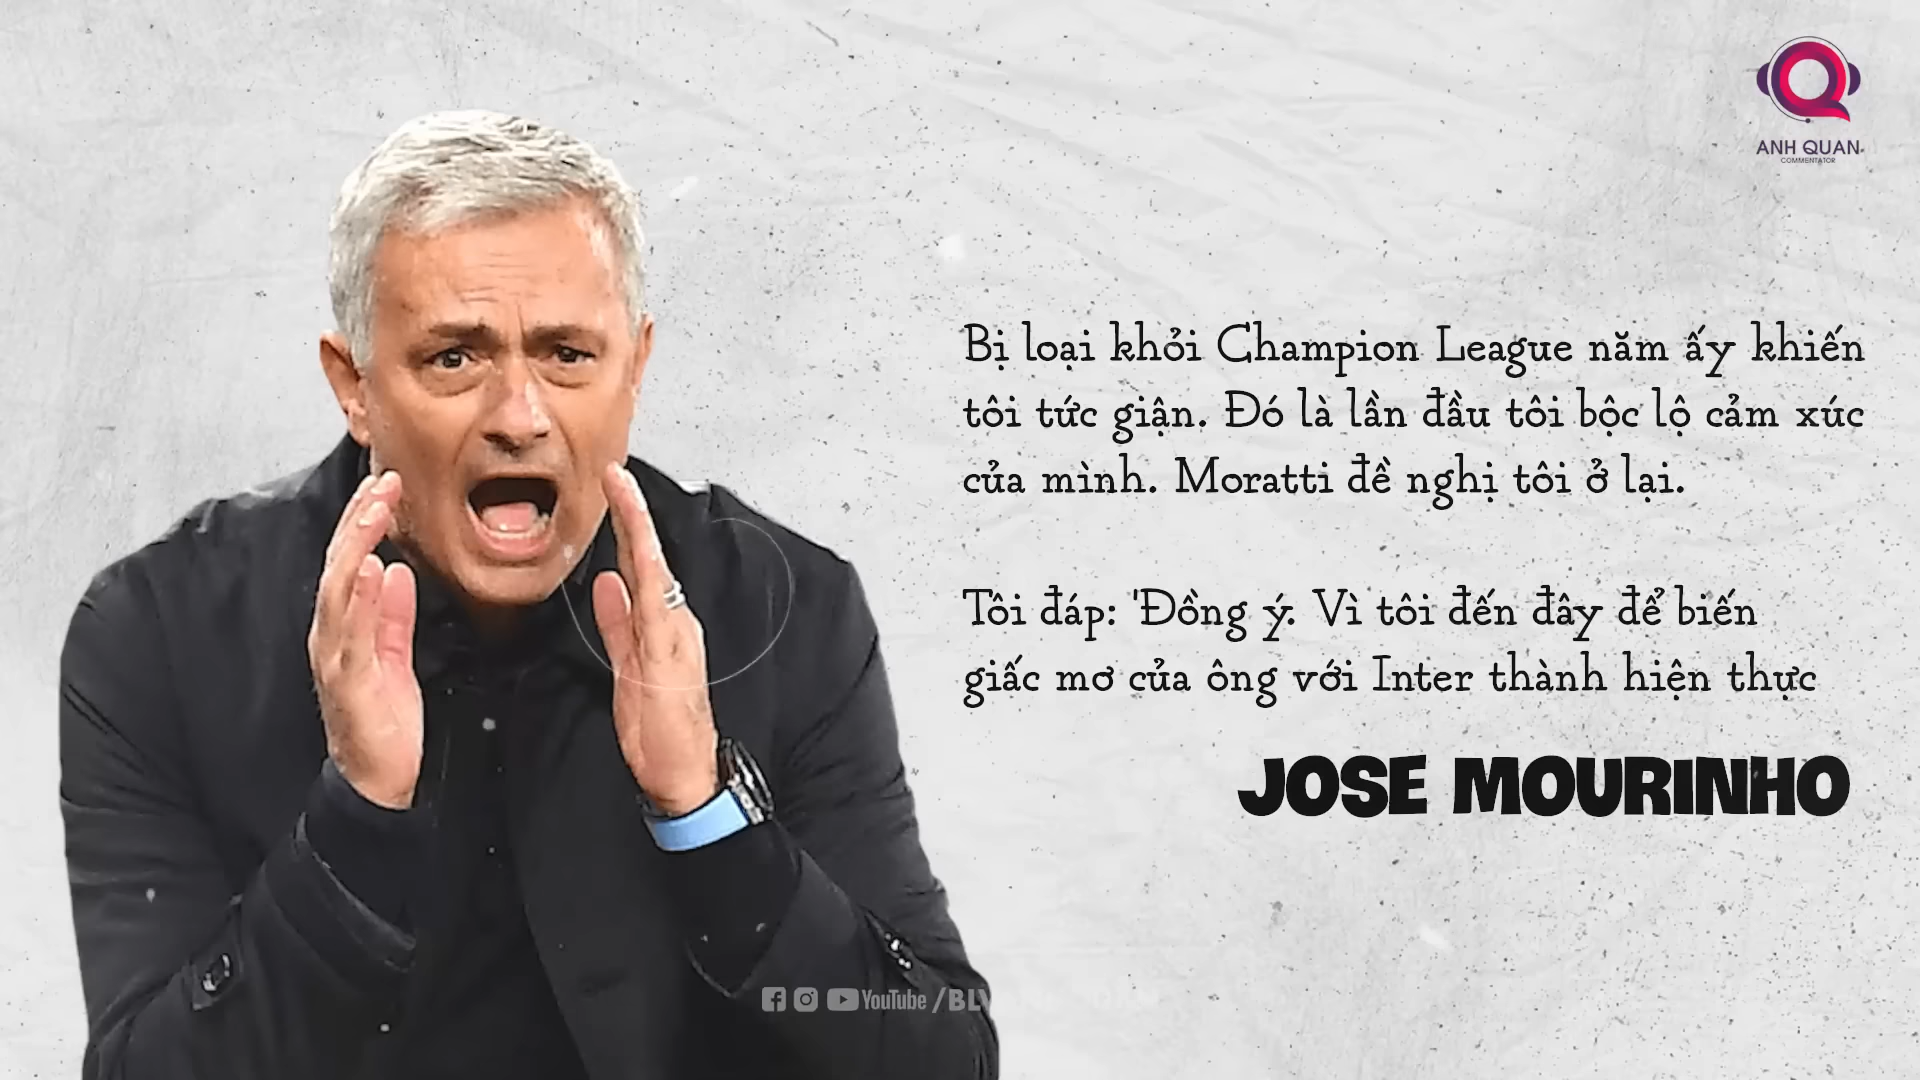 ANH QUAN
COMMENTATOR
Bị loại khỏi Champion League năm ấy khiến
tôi tức giận. Đó là lần đầu tôi bộc lộ cảm xúc
của mình. Moratti đề nghị tôi ở lại.
Tôi đáp: 'Đồng ý. Vì tôi đến đây để biến
giấc mơ của ông với Inter thành hiện thực
JOSE MOURINHO
YouTube